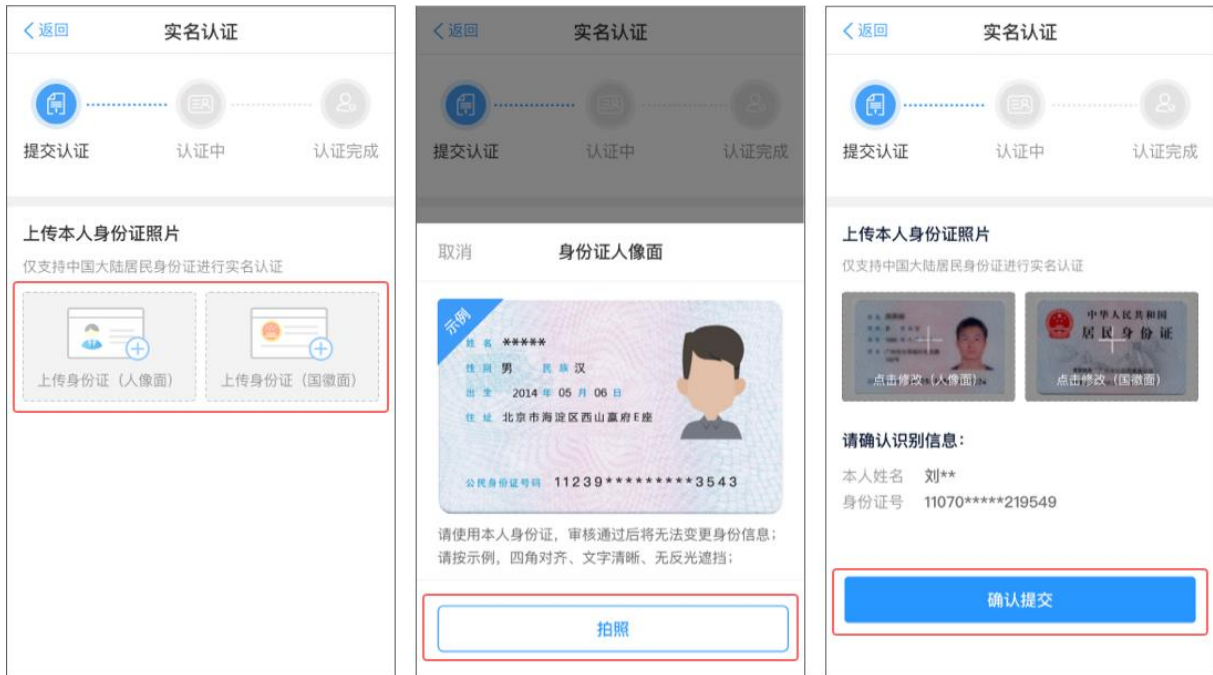 返回
实名认证
提交认证
认证中
认证完成
上传本人身份证照片
仅支持中国大陆居民身份证进行实名认证
上传身份证（人像面）
上传身份证（国徽面）
返回
实名认证
提交认证
认证中
认证完成
取消
身份证人像面
示例
姓名 *****
性别 男 民族 汉
出生 2014 年 05 月 06 日
住址 北京市海淀区西山赢府E座
公民身份证号码 11239*********3543
请使用本人身份证，审核通过后将无法变更身份信息；
请按示例，四角对齐、文字清晰、无反光遮挡；
拍照
返回
实名认证
提交认证
认证中
认证完成
上传本人身份证照片
仅支持中国大陆居民身份证进行实名认证
点击修改（人像面）
中华人民共和国
居民身份证
点击修改（国徽面）
请确认识别信息：
本人姓名 刘**
身份证号 11070*****219549
确认提交